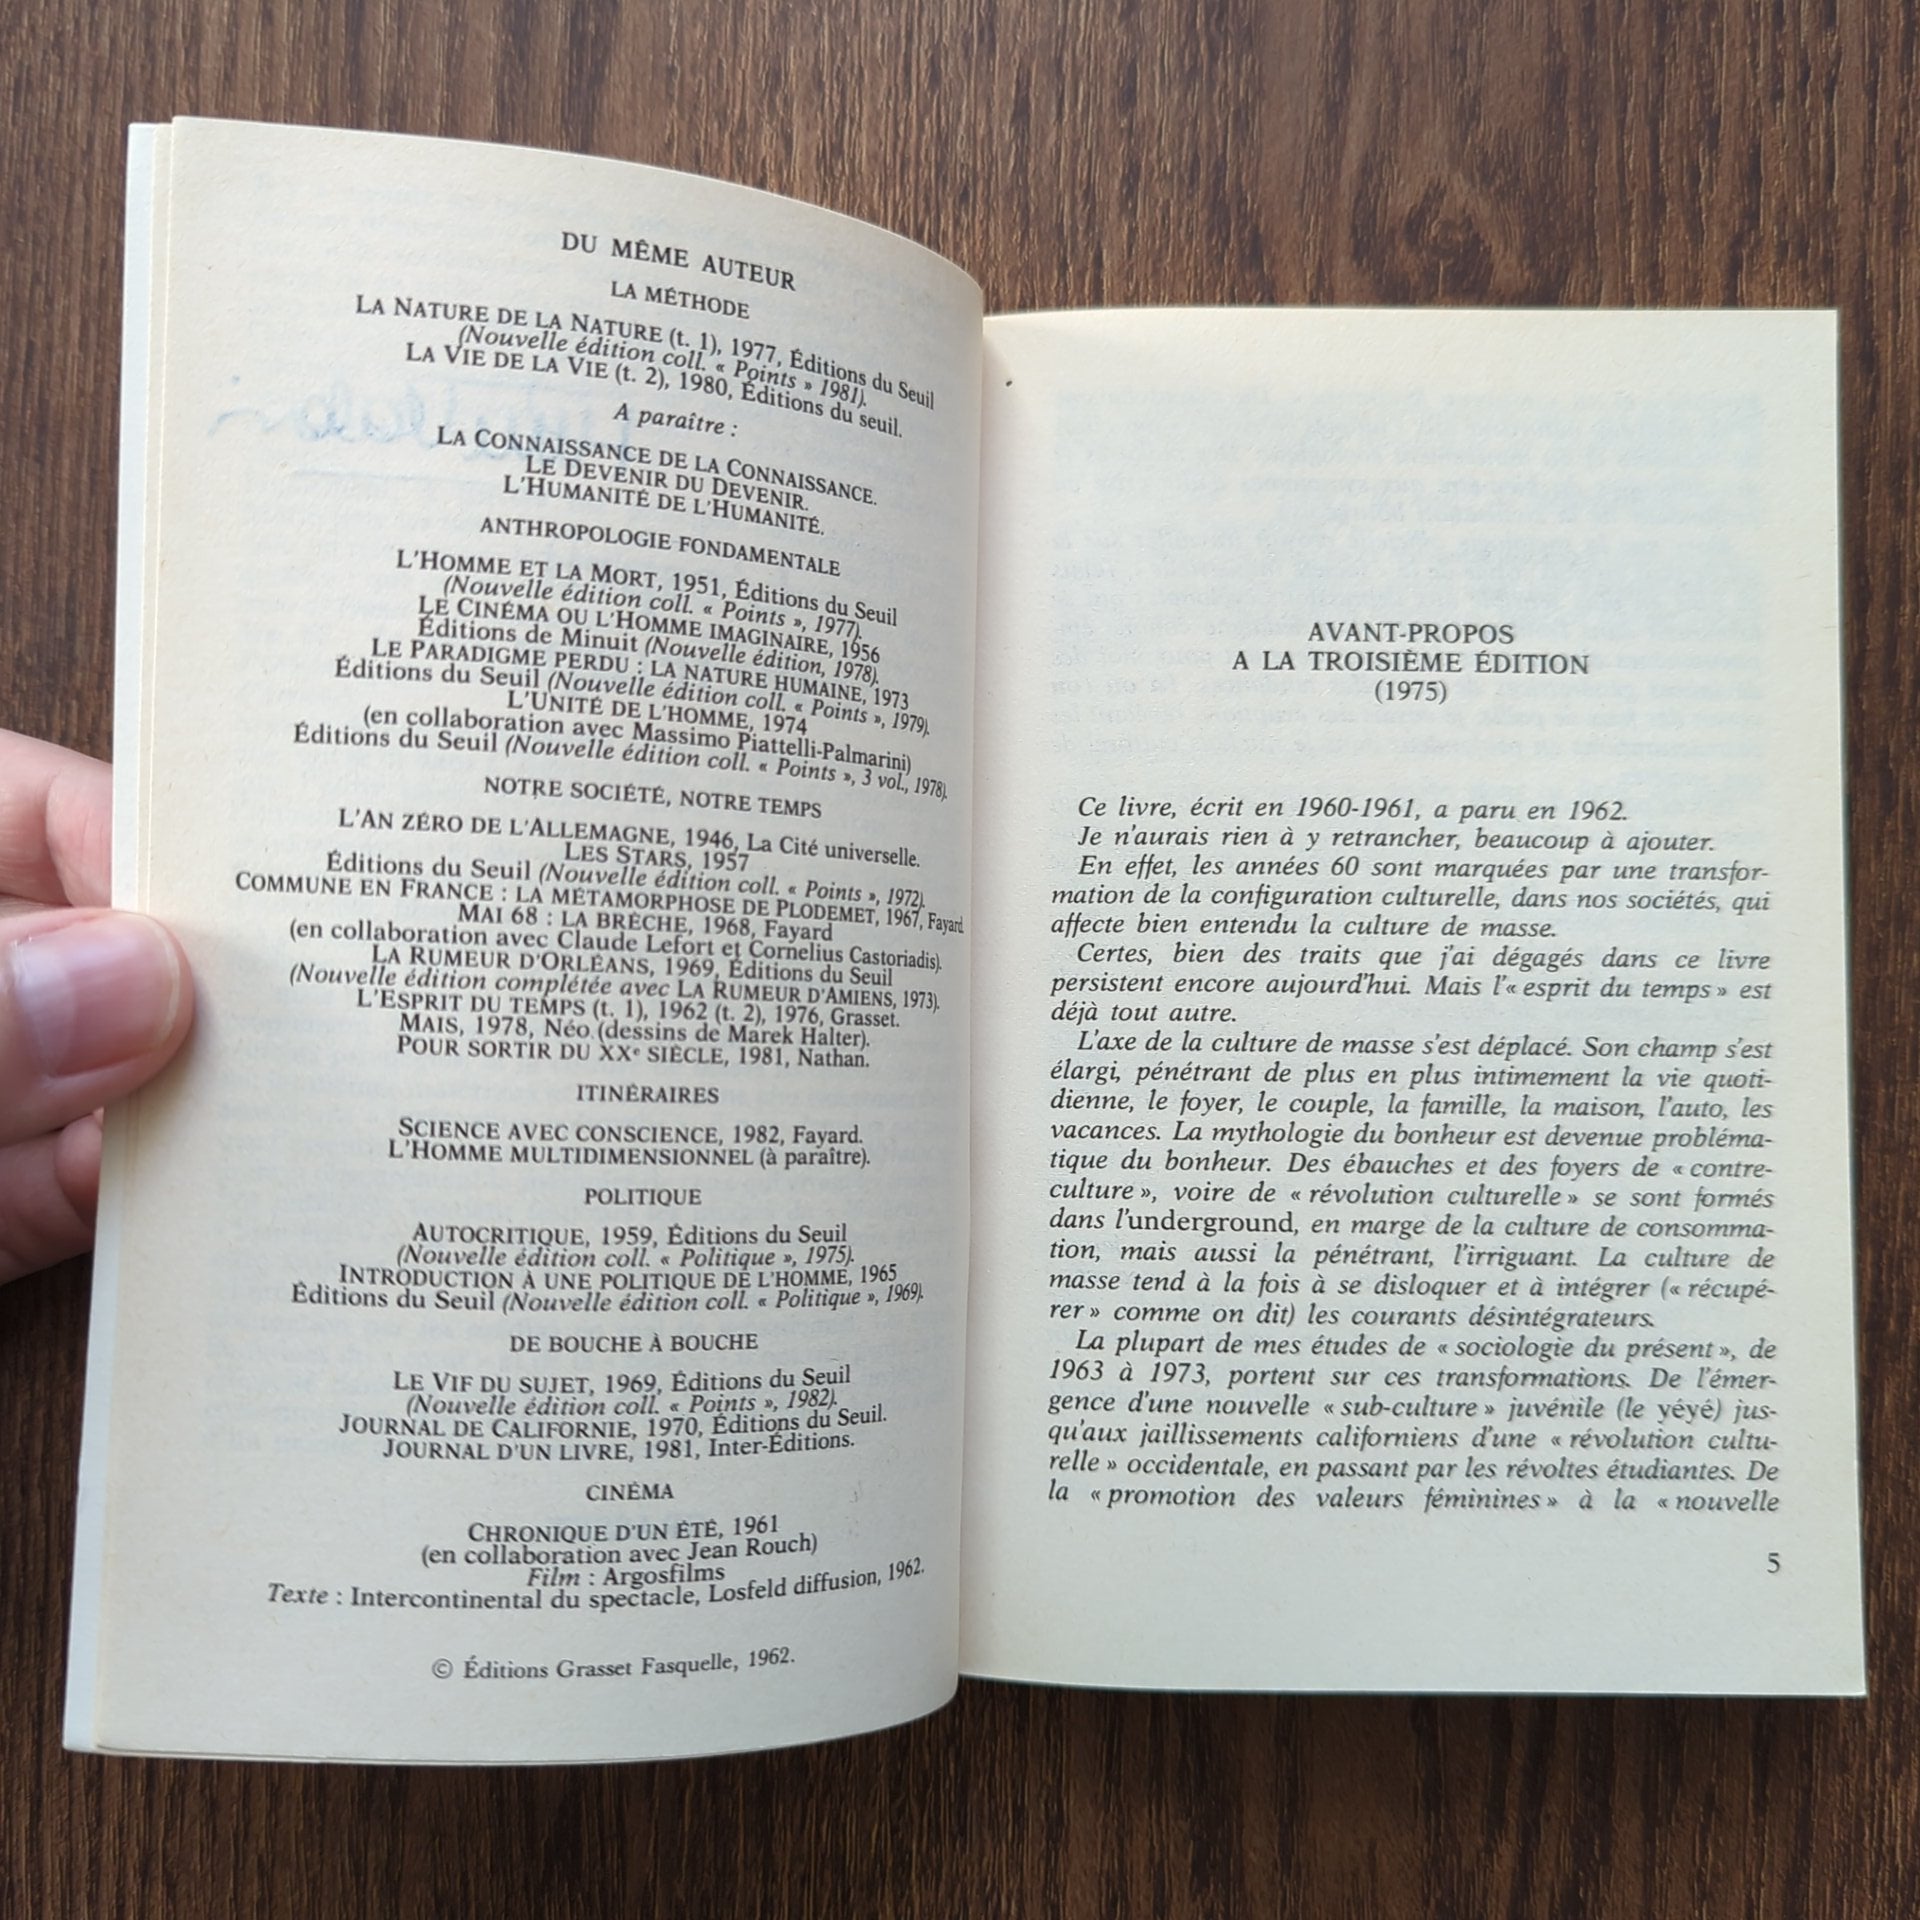 DU MÊME AUTEUR
LA MÉTHODE
LA NATURE DE LA NATURE (t. 1), 1977, Éditions du Seuil
(Nouvelle édition coll. « Points » 1981).
LA VIE DE LA VIE (t. 2), 1980, Éditions du seuil.
A paraître :
LA CONNAISSANCE DE LA CONNAISSANCE.
LE DEVENIR DU DEVENIR.
L'HUMANITÉ DE L'HUMANITÉ.
ANTHROPOLOGIE FONDAMENTALE
L'HOMME ET LA MORT, 1951, Éditions du Seuil
(Nouvelle édition coll. « Points », 1977).
LE CINÉMA OU L'HOMME IMAGINAIRE, 1956
Éditions de Minuit (Nouvelle édition, 1978).
LE PARADIGME PERDU : LA NATURE HUMAINE, 1973
Éditions du Seuil (Nouvelle édition coll. « Points », 1979).
L'UNITÉ DE L'HOMME, 1974
(en collaboration avec Massimo Piattelli-Palmarini)
Éditions du Seuil (Nouvelle édition coll. « Points », 3 vol., 1978).
NOTRE SOCIÉTÉ, NOTRE TEMPS
L'AN ZÉRO DE L'ALLEMAGNE, 1946, La Cité universelle.
LES STARS, 1957
Éditions du Seuil (Nouvelle édition coll. « Points », 1972).
COMMUNE EN FRANCE : LA MÉTAMORPHOSE DE PLODEMET, 1967, Fayard
MAI 68 : LA BRÈCHE, 1968, Fayard
(en collaboration avec Claude Lefort et Cornelius Castoriadis).
LA RUMEUR D'ORLÉANS, 1969, Éditions du Seuil
(Nouvelle édition complétée avec LA RUMEUR D'AMIENS, 1973).
L'ESPRIT DU TEMPS (t. 1), 1962 (t. 2), 1976, Grasset.
MAIS, 1978, Néo (dessins de Marek Halter).
POUR SORTIR DU XXe SIÈCLE, 1981, Nathan.
ITINÉRAIRES
SCIENCE AVEC CONSCIENCE, 1982, Fayard.
L'HOMME MULTIDIMENSIONNEL (à paraître).
POLITIQUE
AUTOCRITIQUE, 1959, Éditions du Seuil
(Nouvelle édition coll. « Politique », 1975).
INTRODUCTION À UNE POLITIQUE DE L'HOMME, 1965
Éditions du Seuil (Nouvelle édition coll. « Politique », 1969).
DE BOUCHE À BOUCHE
LE VIF DU SUJET, 1969, Éditions du Seuil
(Nouvelle édition coll. « Points », 1982).
JOURNAL DE CALIFORNIE, 1970, Éditions du Seuil.
JOURNAL D'UN LIVRE, 1981, Inter-Éditions.
CINÉMA
CHRONIQUE D'UN ÉTÉ, 1961
(en collaboration avec Jean Rouch)
Film : Argosfilms
Texte : Intercontinental du spectacle, Losfeld diffusion, 1962.
© Éditions Grasset Fasquelle, 1962.
AVANT-PROPOS
A LA TROISIÈME ÉDITION
(1975)
Ce livre, écrit en 1960-1961, a paru en 1962.
Je n'aurais rien à y retrancher, beaucoup à ajouter.
En effet, les années 60 sont marquées par une transfor-
mation de la configuration culturelle, dans nos sociétés, qui
affecte bien entendu la culture de masse.
Certes, bien des traits que j'ai dégagés dans ce livre
persistent encore aujourd'hui. Mais l'« esprit du temps » est
déjà tout autre.
L'axe de la culture de masse s'est déplacé. Son champ s'est
élargi, pénétrant de plus en plus intimement la vie quoti-
dienne, le foyer, le couple, la famille, la maison, l'auto, les
vacances. La mythologie du bonheur est devenue probléma-
tique du bonheur. Des ébauches et des foyers de « contre-
culture », voire de « révolution culturelle » se sont formés
dans l'underground, en marge de la culture de consomma-
tion, mais aussi la pénétrant, l'irriguant. La culture de
masse tend à la fois à se disloquer et à intégrer (« récupé-
rer » comme on dit) les courants désintégrateurs.
La plupart de mes études de « sociologie du présent », de
1963 à 1973, portent sur ces transformations. De l'émer-
gence d'une nouvelle « sub-culture » juvénile (le yéyé) jus-
qu'aux jaillissements californiens d'une « révolution cultu-
relle » occidentale, en passant par les révoltes étudiantes. De
la « promotion des valeurs féminines » à la « nouvelle
5